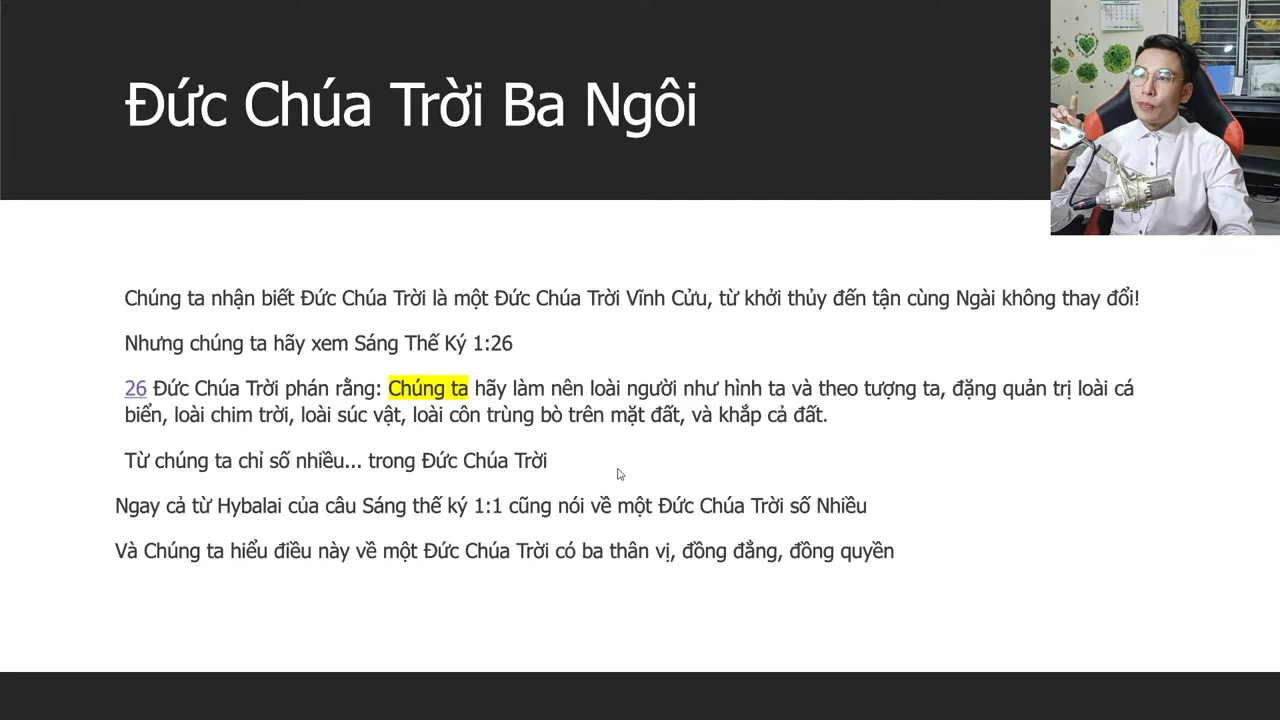 Đức Chúa Trời Ba Ngôi
Chúng ta nhận biết Đức Chúa Trời là một Đức Chúa Trời Vĩnh Cửu, từ khởi thủy đến tận cùng Ngài không thay đổi!
Nhưng chúng ta hãy xem Sáng Thế Ký 1:26
26 Đức Chúa Trời phán rằng: Chúng ta hãy làm nên loài người như hình ta và theo tượng ta, đặng quản trị loài cá
biển, loài chim trời, loài súc vật, loài côn trùng bò trên mặt đất, và khắp cả đất.
Từ chúng ta chỉ số nhiều... trong Đức Chúa Trời
Ngay cả từ Hybalai của câu Sáng thế ký 1:1 cũng nói về một Đức Chúa Trời số Nhiều
Và Chúng ta hiểu điều này về một Đức Chúa Trời có ba thân vị, đồng đẳng, đồng quyền